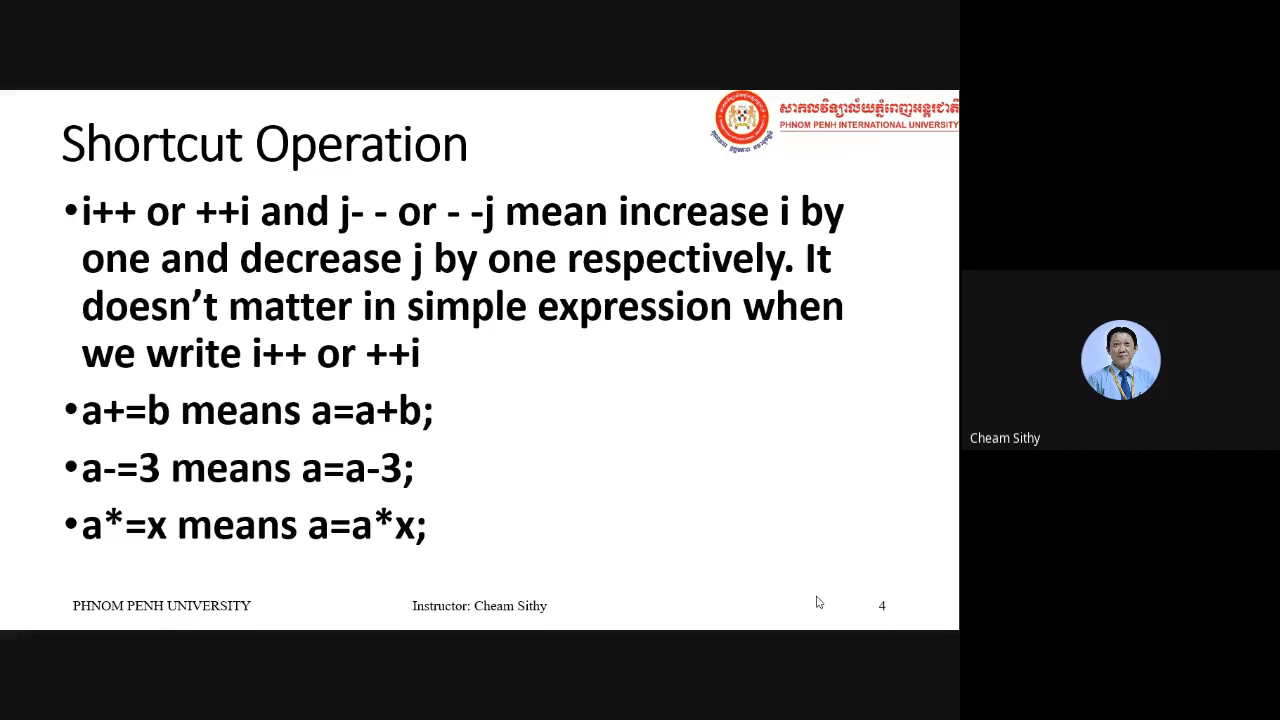 សាកលវិទ្យាល័យភ្នំពេញអន្តរជាតិ
PHNOM PENH INTERNATIONAL UNIVERSITY
Shortcut Operation
•i++ or ++i and j- - or - -j mean increase i by
one and decrease j by one respectively. It
doesn’t matter in simple expression when
we write i++ or ++i
•a+=b means a=a+b;
•a-=3 means a=a-3;
•a*=x means a=a*x;
PHNOM PENH UNIVERSITY
Instructor: Cheam Sithy
4
Cheam Sithy